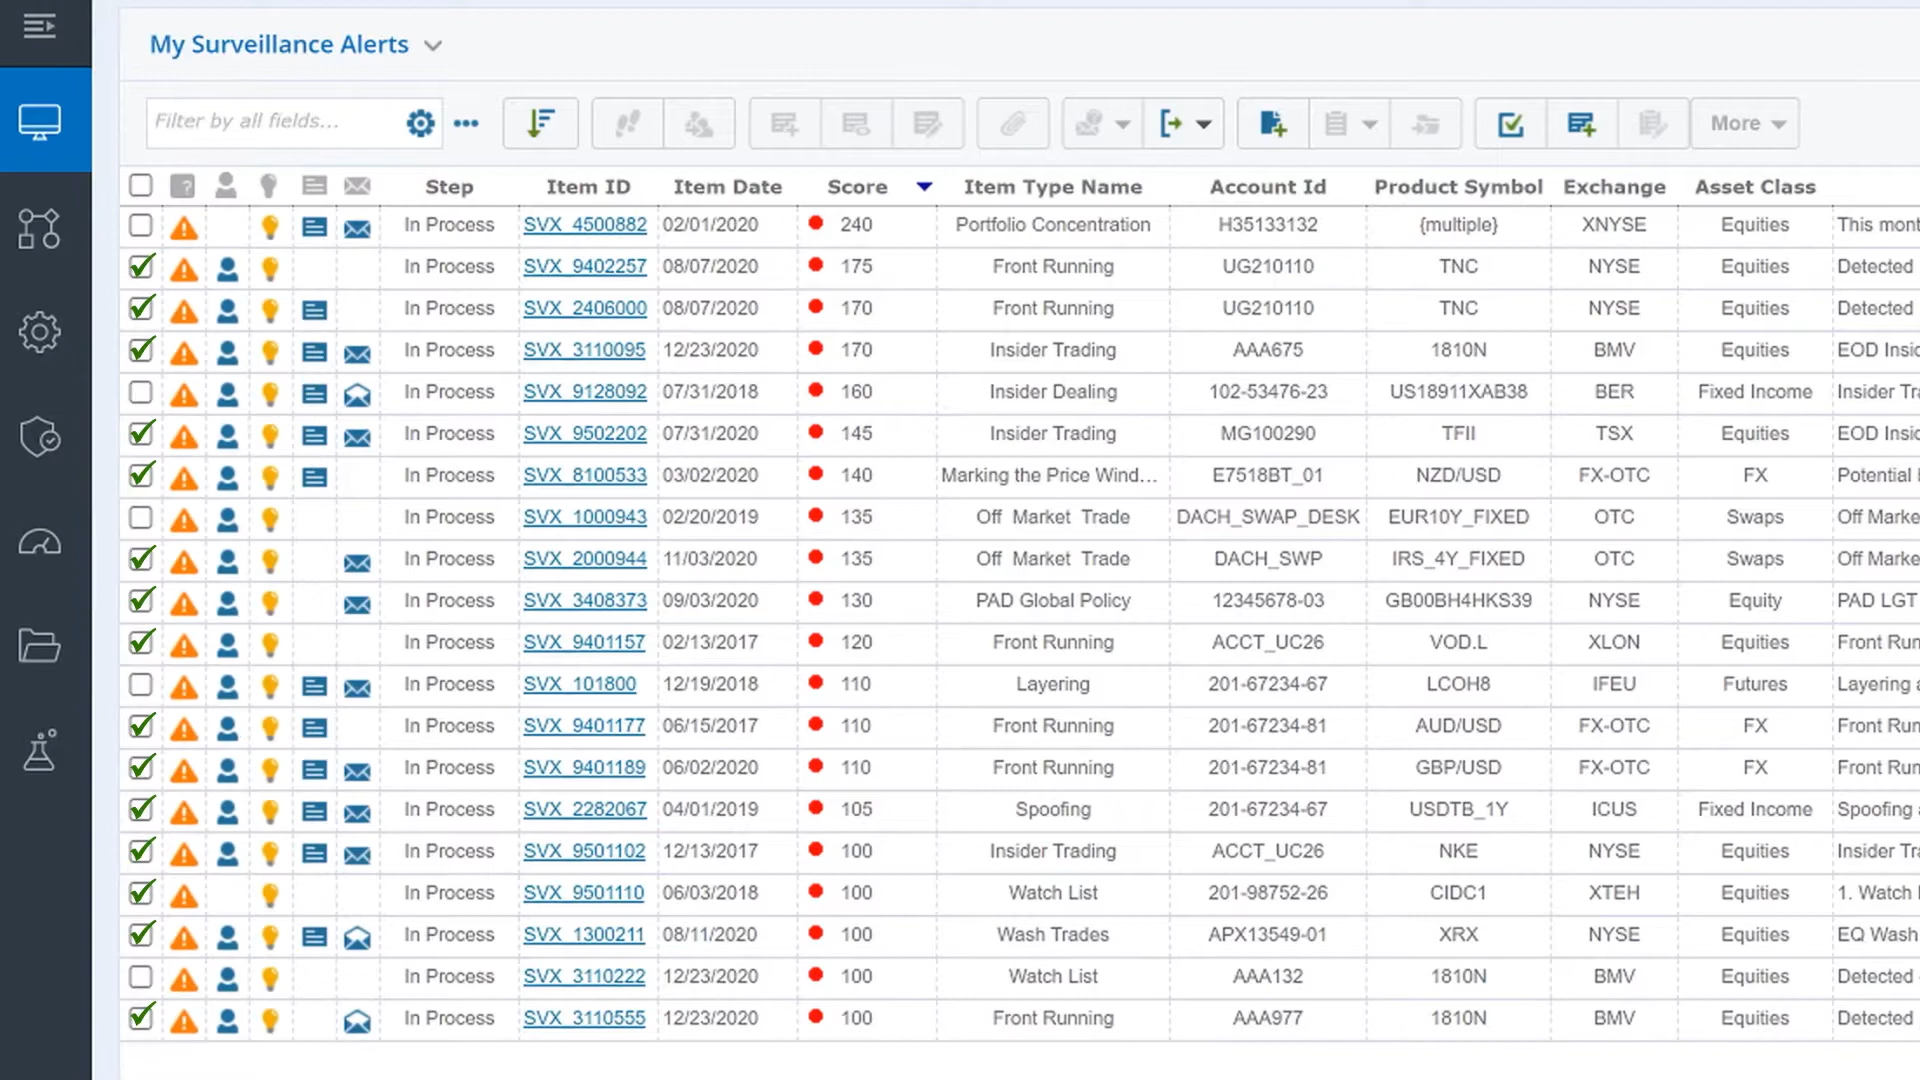 My Surveillance Alerts
Filter by all fields... More
Step Item ID Item Date Score Item Type Name Account Id Product Symbol Exchange Asset Class
In Process SVX_4500882 02/01/2020 240 Portfolio Concentration H35133132 {multiple} XNYSE Equities This mont
In Process SVX_9402257 08/07/2020 175 Front Running UG210110 TNC NYSE Equities Detected
In Process SVX_2406000 08/07/2020 170 Front Running UG210110 TNC NYSE Equities Detected
In Process SVX_3110095 12/23/2020 170 Insider Trading AAA675 1810N BMV Equities EOD Insid
In Process SVX_9128092 07/31/2018 160 Insider Dealing 102-53476-23 US18911XAB38 BER Fixed Income Insider Tra
In Process SVX_9502202 07/31/2020 145 Insider Trading MG100290 TFII TSX Equities EOD Insid
In Process SVX_8100533 03/02/2020 140 Marking the Price Wind... E7518BT_01 NZD/USD FX-OTC FX Potential
In Process SVX_1000943 02/20/2019 135 Off Market Trade DACH_SWAP_DESK EUR10Y_FIXED OTC Swaps Off Marke
In Process SVX_2000944 11/03/2020 135 Off Market Trade DACH_SWP IRS_4Y_FIXED OTC Swaps Off Marke
In Process SVX_3408373 09/03/2020 130 PAD Global Policy 12345678-03 GB00BH4HKS39 NYSE Equity PAD LGT
In Process SVX_9401157 02/13/2017 120 Front Running ACCT_UC26 VOD.L XLON Equities Front Run
In Process SVX_101800 12/19/2018 110 Layering 201-67234-67 LCOH8 IFEU Futures Layering a
In Process SVX_9401177 06/15/2017 110 Front Running 201-67234-81 AUD/USD FX-OTC FX Front Run
In Process SVX_9401189 06/02/2020 110 Front Running 201-67234-81 GBP/USD FX-OTC FX Front Run
In Process SVX_2282067 04/01/2019 105 Spoofing 201-67234-67 USDTB_1Y ICUS Fixed Income Spoofing a
In Process SVX_9501102 12/13/2017 100 Insider Trading ACCT_UC26 NKE NYSE Equities Insider Tra
In Process SVX_9501110 06/03/2018 100 Watch List 201-98752-26 CIDC1 XTEH Equities 1. Watch
In Process SVX_1300211 08/11/2020 100 Wash Trades APX13549-01 XRX NYSE Equities EQ Wash
In Process SVX_3110222 12/23/2020 100 Watch List AAA132 1810N BMV Equities Detected
In Process SVX_3110555 12/23/2020 100 Front Running AAA977 1810N BMV Equities Detected